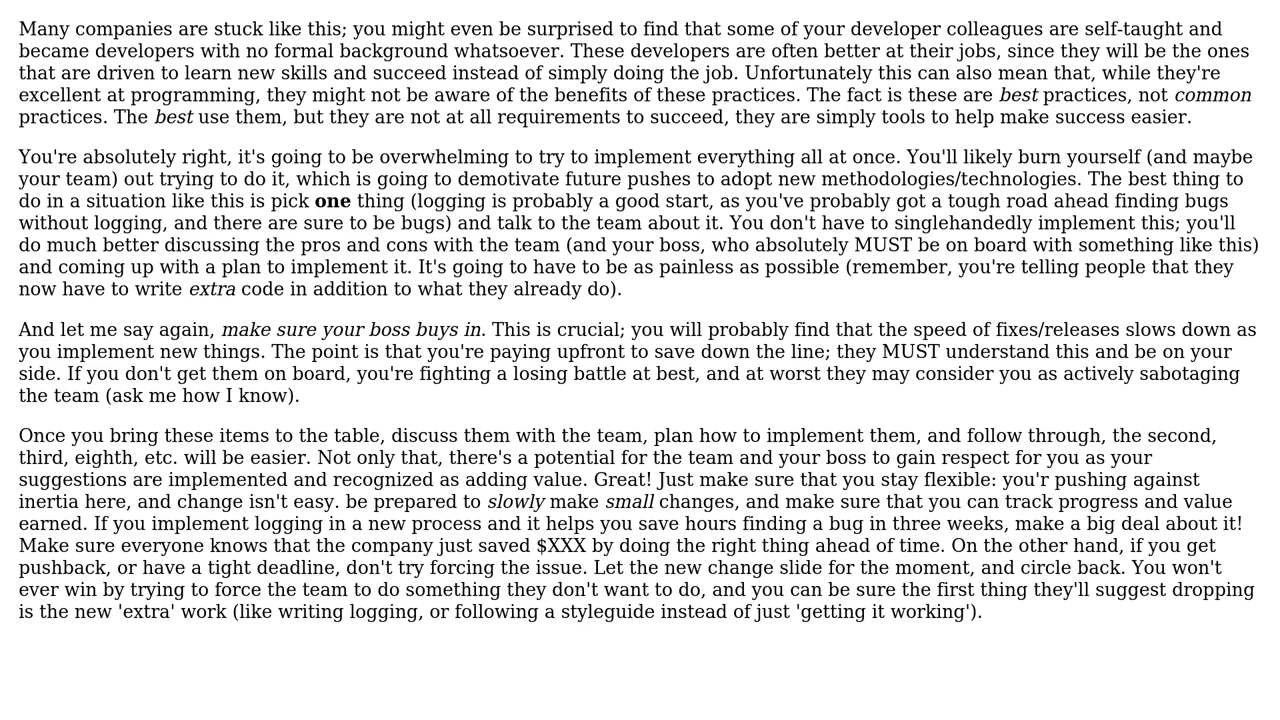 Many companies are stuck like this; you might even be surprised to find that some of your developer colleagues are self-taught and
became developers with no formal background whatsoever. These developers are often better at their jobs, since they will be the ones
that are driven to learn new skills and succeed instead of simply doing the job. Unfortunately this can also mean that, while they're
excellent at programming, they might not be aware of the benefits of these practices. The fact is these are best practices, not common
practices. The best use them, but they are not at all requirements to succeed, they are simply tools to help make success easier.
You're absolutely right, it's going to be overwhelming to try to implement everything all at once. You'll likely burn yourself (and maybe
your team) out trying to do it, which is going to demotivate future pushes to adopt new methodologies/technologies. The best thing to
do in a situation like this is pick one thing (logging is probably a good start, as you've probably got a tough road ahead finding bugs
without logging, and there are sure to be bugs) and talk to the team about it. You don't have to singlehandedly implement this; you'll
do much better discussing the pros and cons with the team (and your boss, who absolutely MUST be on board with something like this)
and coming up with a plan to implement it. It's going to have to be as painless as possible (remember, you're telling people that they
now have to write extra code in addition to what they already do).
And let me say again, make sure your boss buys in. This is crucial; you will probably find that the speed of fixes/releases slows down as
you implement new things. The point is that you're paying upfront to save down the line; they MUST understand this and be on your
side. If you don't get them on board, you're fighting a losing battle at best, and at worst they may consider you as actively sabotaging
the team (ask me how I know).
Once you bring these items to the table, discuss them with the team, plan how to implement them, and follow through, the second,
third, eighth, etc. will be easier. Not only that, there's a potential for the team and your boss to gain respect for you as your
suggestions are implemented and recognized as adding value. Great! Just make sure that you stay flexible: you'r pushing against
inertia here, and change isn't easy. be prepared to slowly make small changes, and make sure that you can track progress and value
earned. If you implement logging in a new process and it helps you save hours finding a bug in three weeks, make a big deal about it!
Make sure everyone knows that the company just saved $XXX by doing the right thing ahead of time. On the other hand, if you get
pushback, or have a tight deadline, don't try forcing the issue. Let the new change slide for the moment, and circle back. You won't
ever win by trying to force the team to do something they don't want to do, and you can be sure the first thing they'll suggest dropping
is the new 'extra' work (like writing logging, or following a styleguide instead of just 'getting it working').